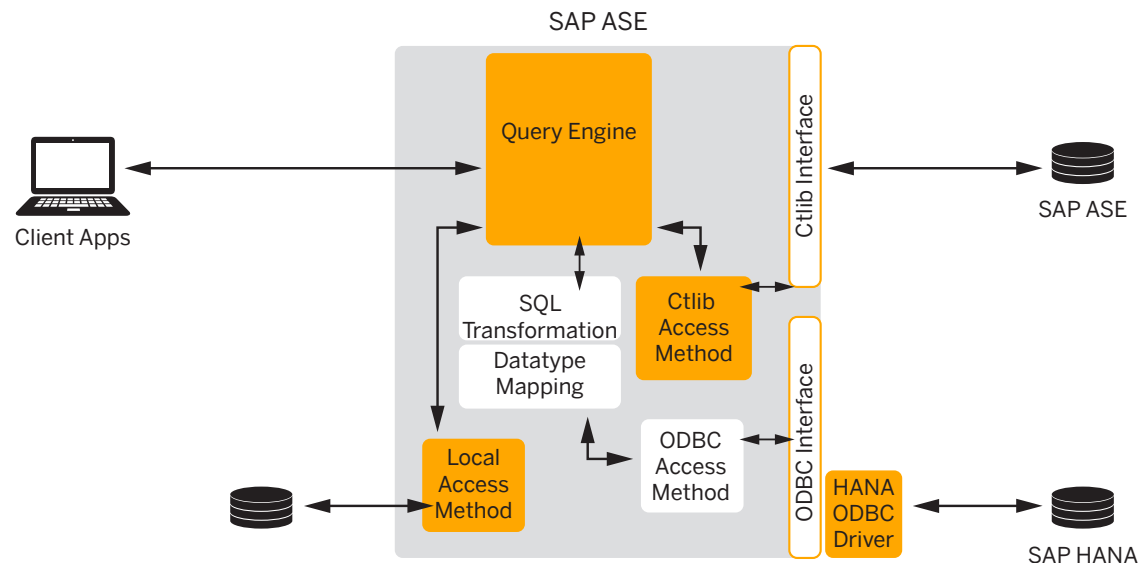 SAP ASE
Query Engine
Ctlib Interface
Client Apps
SAP ASE
SQL
Transformation
Datatype
Mapping
Ctlib
Access
Method
ODBC Interface
Local
Access
Method
ODBC
Access
Method
HANA
ODBC
Driver
SAP HANA